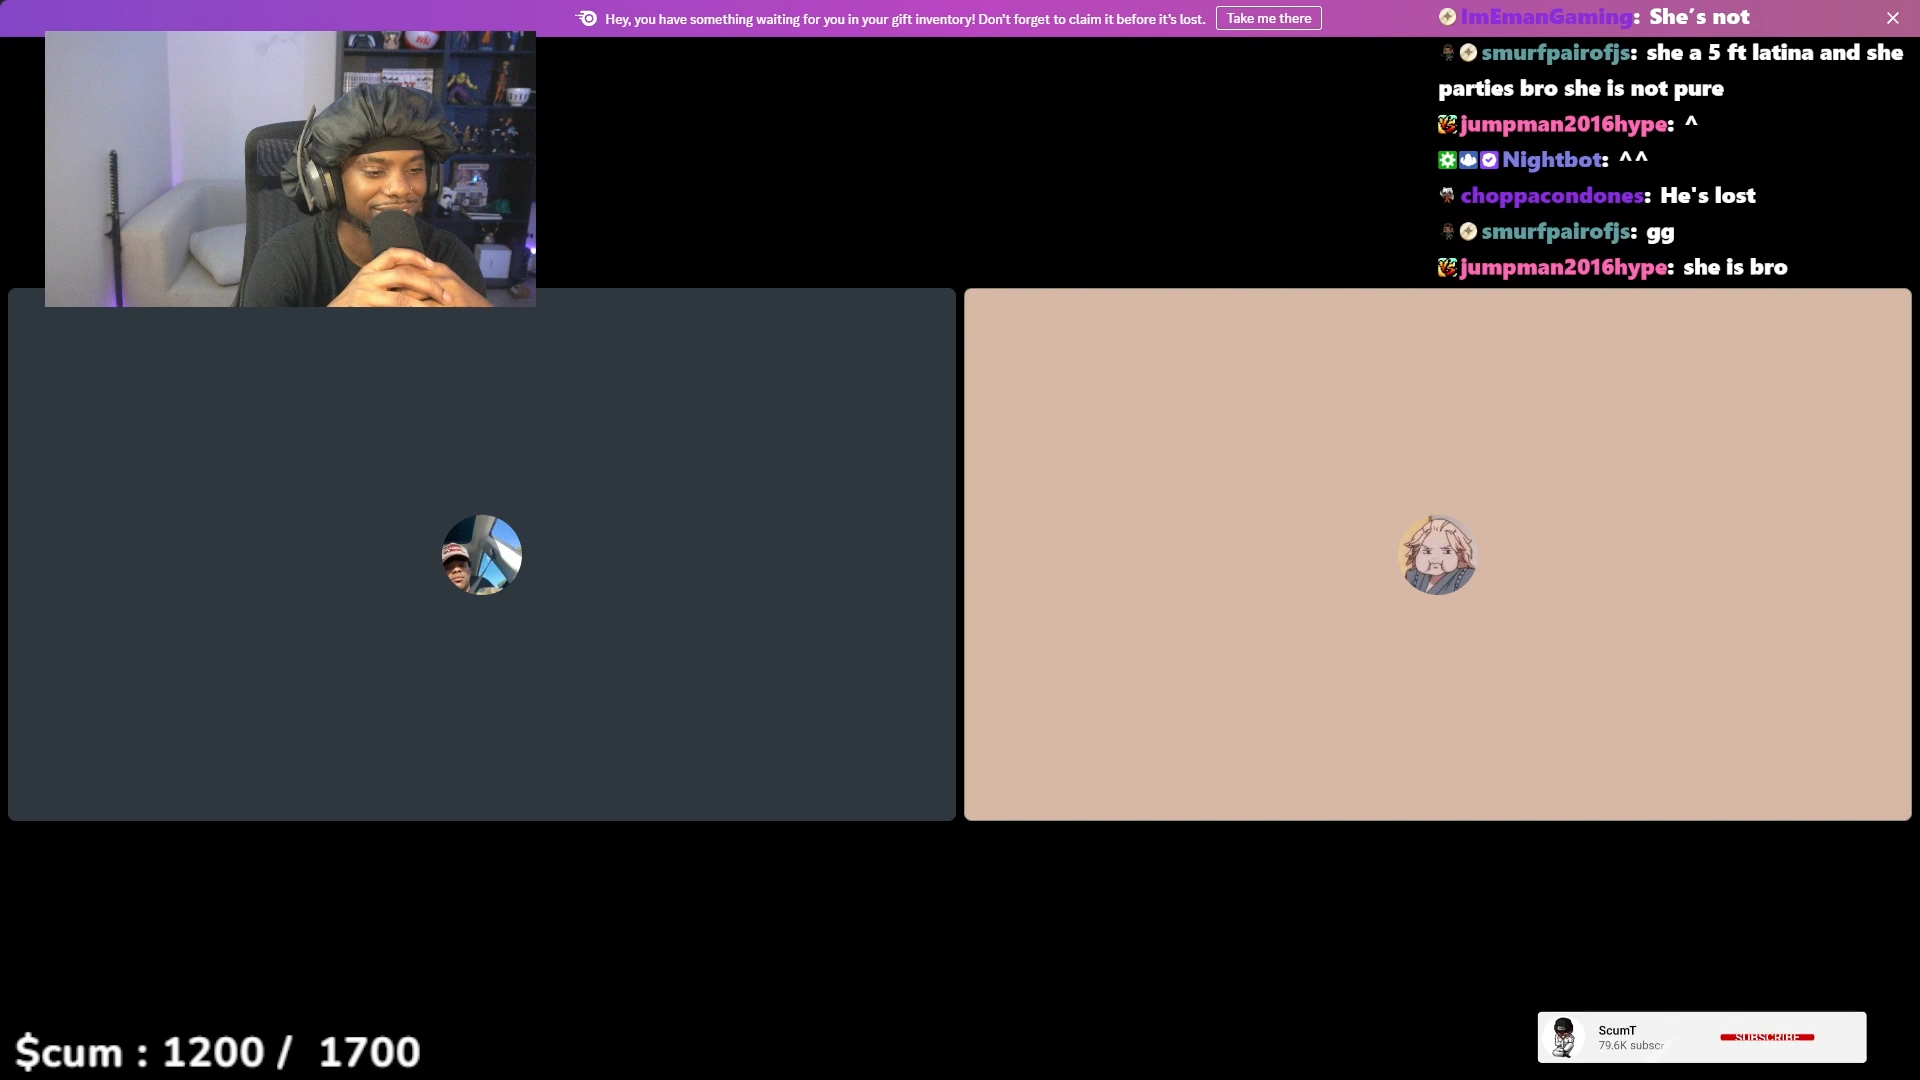 Hey, you have something waiting for you in your gift inventory! Don't forget to claim it before it's lost. Take me there
ImEmanGaming: She's not
smurfpairofjs: she a 5 ft latina and she
parties bro she is not pure
jumpman2016hype: ^
Nightbot: ^^
choppacondones: He's lost
smurfpairofjs: gg
jumpman2016hype: she is bro
$cum : 1200 / 1700
ScumT
79.6K subscr
SUBSCRIBE